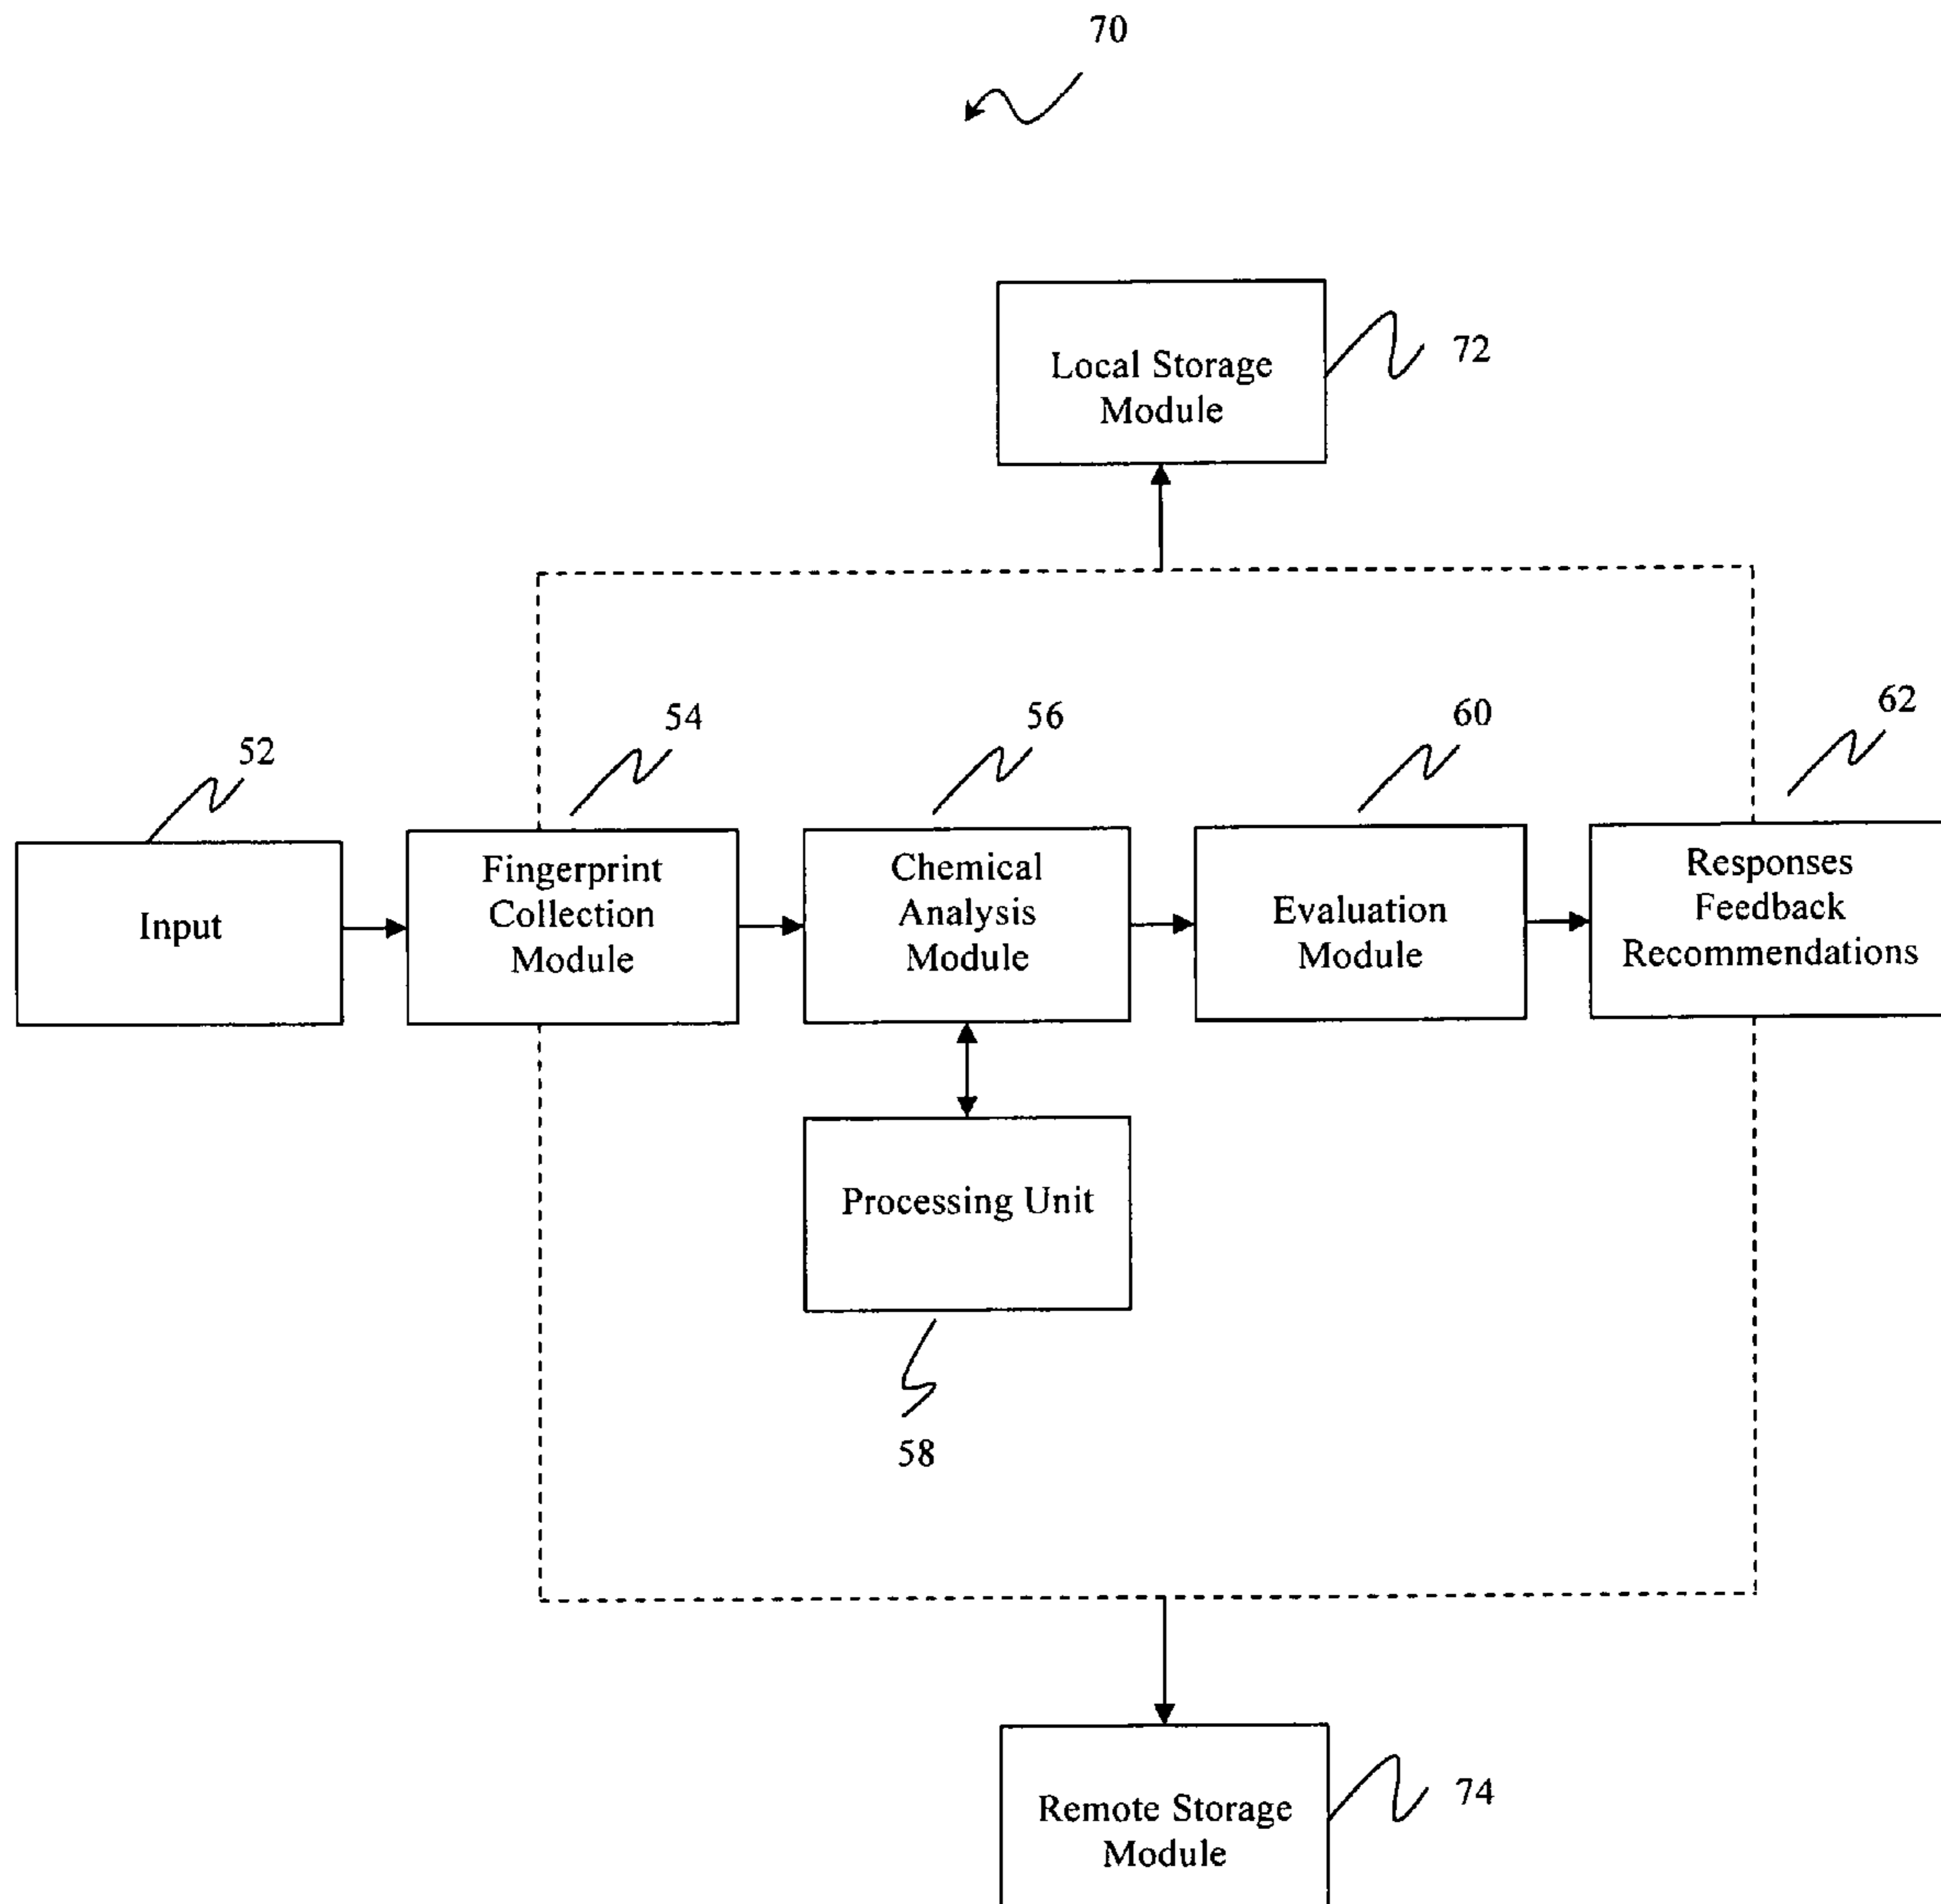 70
Local Storage
Module
72
52
54
56
60
62
Input
Fingerprint
Collection
Module
Chemical
Analysis
Module
Evaluation
Module
Responses
Feedback
Recommendations
Processing Unit
58
Remote Storage
Module
74